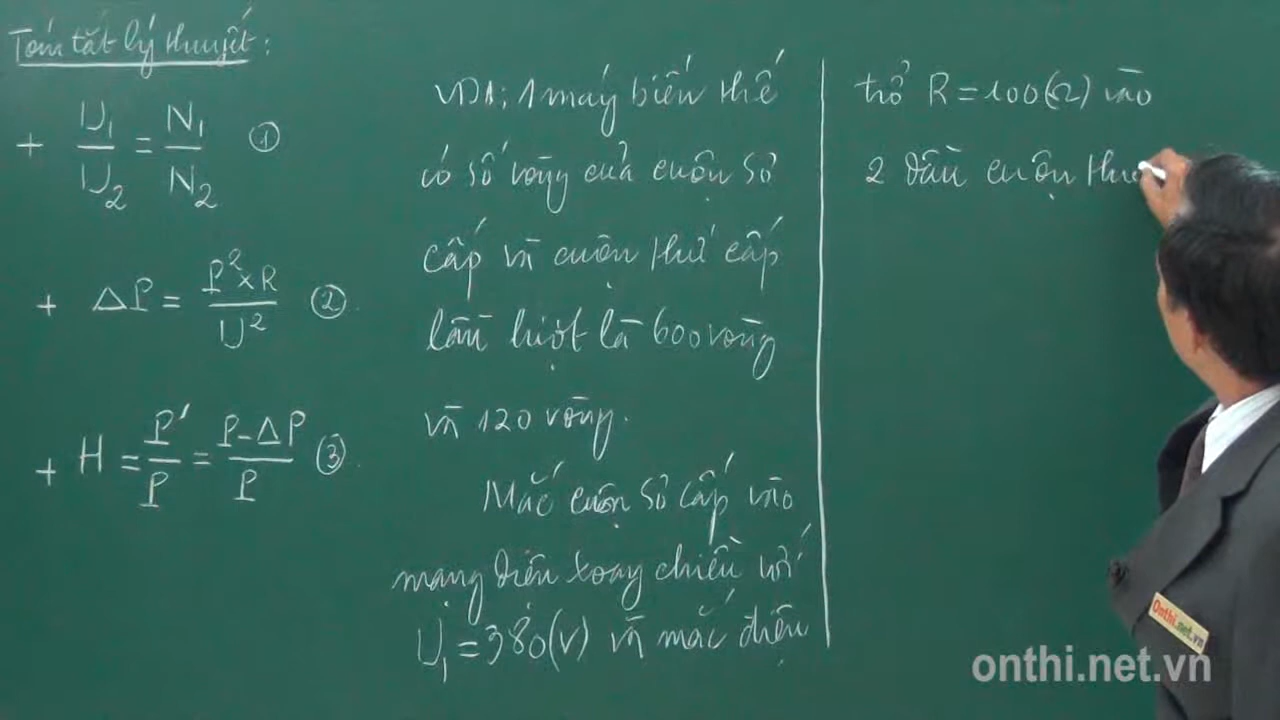 Tóm tắt lý thuyết:
+ U₁/U₂ = N₁/N₂ ①
+ ΔP = P² x R / U² ②.
+ H = P'/P = P - ΔP / P ③.
VD1: 1 máy biến thế
có số vòng của cuộn sơ
cấp và cuộn thứ cấp
lần lượt là 600 vòng
và 120 vòng.
Mắc cuộn sơ cấp vào
mạng điện xoay chiều với
U₁ = 380(V) và mắc điện
trở R = 100(Ω) vào
2 đầu cuộn thứ
Onthi.net.vn
onthi.net.vn